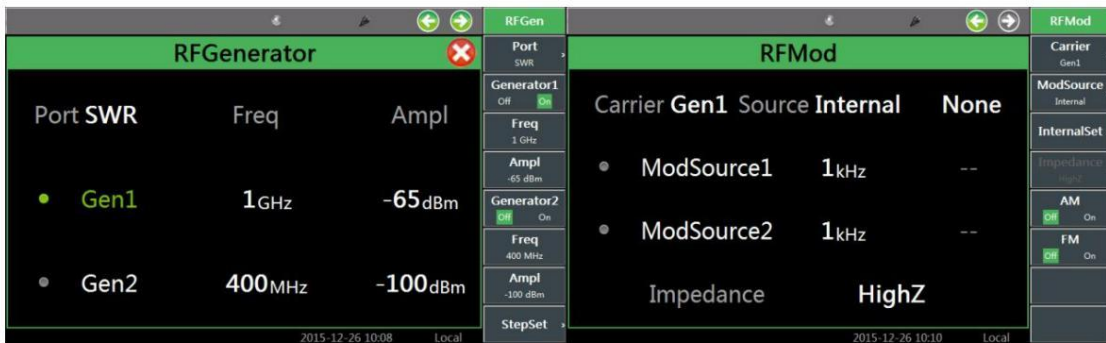 RFGen
RFGenerator
Port SWR Freq Ampl
Gen1 1GHz -65dBm
Gen2 400MHz -100dBm
Port
SWR
Generator1
Off On
Freq
1 GHz
Ampl
-65 dBm
Generator2
Off On
Freq
400 MHz
Ampl
-100 dBm
StepSet
2015-12-26 10:08 Local
RFMod
RFMod
Carrier Gen1 Source Internal None
ModSource1 1kHz --
ModSource2 1kHz --
Impedance HighZ
Carrier
Gen1
ModSource
Internal
InternalSet
Impedance
HighZ
AM
Off On
FM
Off On
2015-12-26 10:10 Local